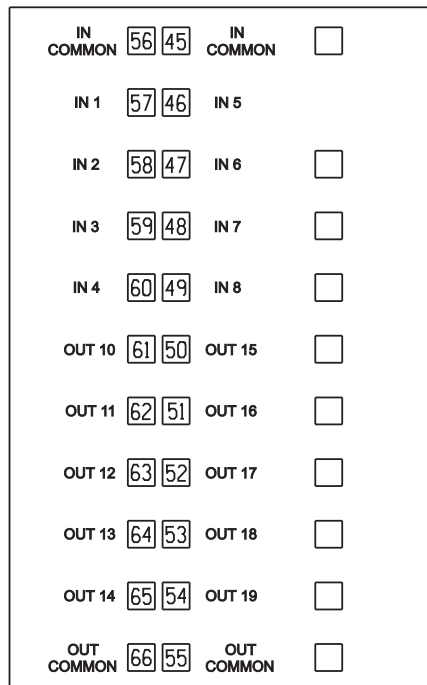 IN COMMON 56 45 IN COMMON
IN 1 57 46 IN 5
IN 2 58 47 IN 6
IN 3 59 48 IN 7
IN 4 60 49 IN 8
OUT 10 61 50 OUT 15
OUT 11 62 51 OUT 16
OUT 12 63 52 OUT 17
OUT 13 64 53 OUT 18
OUT 14 65 54 OUT 19
OUT COMMON 66 55 OUT COMMON